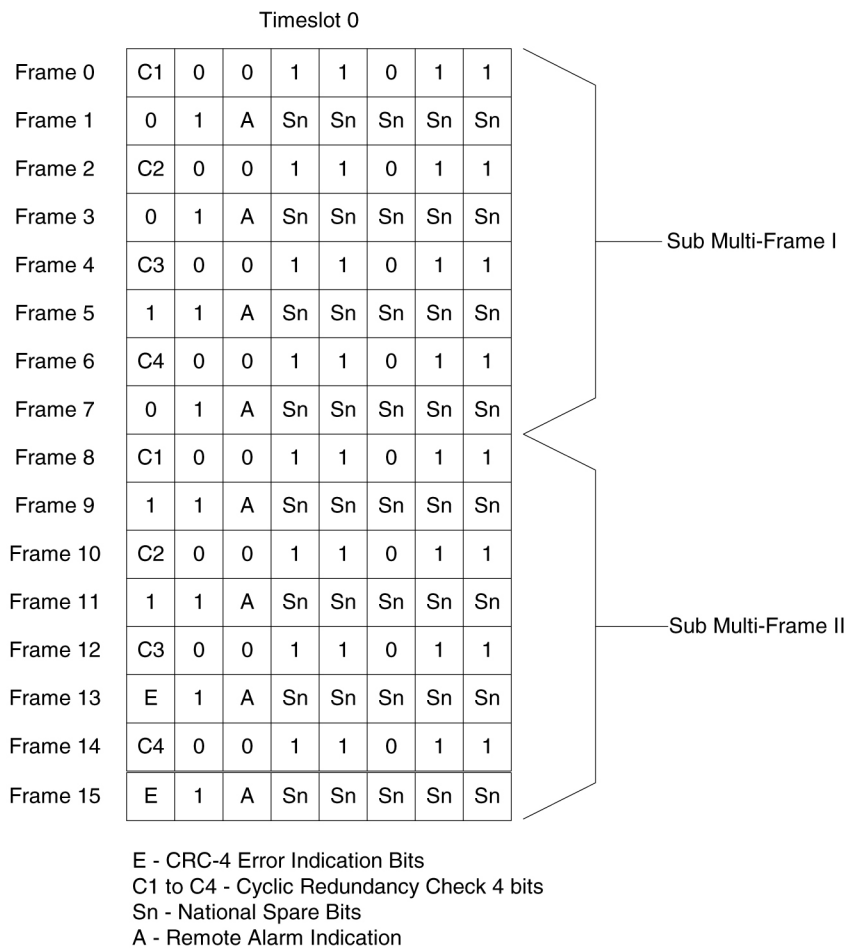 Timeslot 0
Frame 0 C1 0 0 1 1 0 1 1
Frame 1 0 1 A Sn Sn Sn Sn Sn
Frame 2 C2 0 0 1 1 0 1 1
Frame 3 0 1 A Sn Sn Sn Sn Sn
Sub Multi-Frame I
Frame 4 C3 0 0 1 1 0 1 1
Frame 5 1 1 A Sn Sn Sn Sn Sn
Frame 6 C4 0 0 1 1 0 1 1
Frame 7 0 1 A Sn Sn Sn Sn Sn
Frame 8 C1 0 0 1 1 0 1 1
Frame 9 1 1 A Sn Sn Sn Sn Sn
Frame 10 C2 0 0 1 1 0 1 1
Frame 11 1 1 A Sn Sn Sn Sn Sn
Sub Multi-Frame II
Frame 12 C3 0 0 1 1 0 1 1
Frame 13 E 1 A Sn Sn Sn Sn Sn
Frame 14 C4 0 0 1 1 0 1 1
Frame 15 E 1 A Sn Sn Sn Sn Sn
E - CRC-4 Error Indication Bits
C1 to C4 - Cyclic Redundancy Check 4 bits
Sn - National Spare Bits
A - Remote Alarm Indication